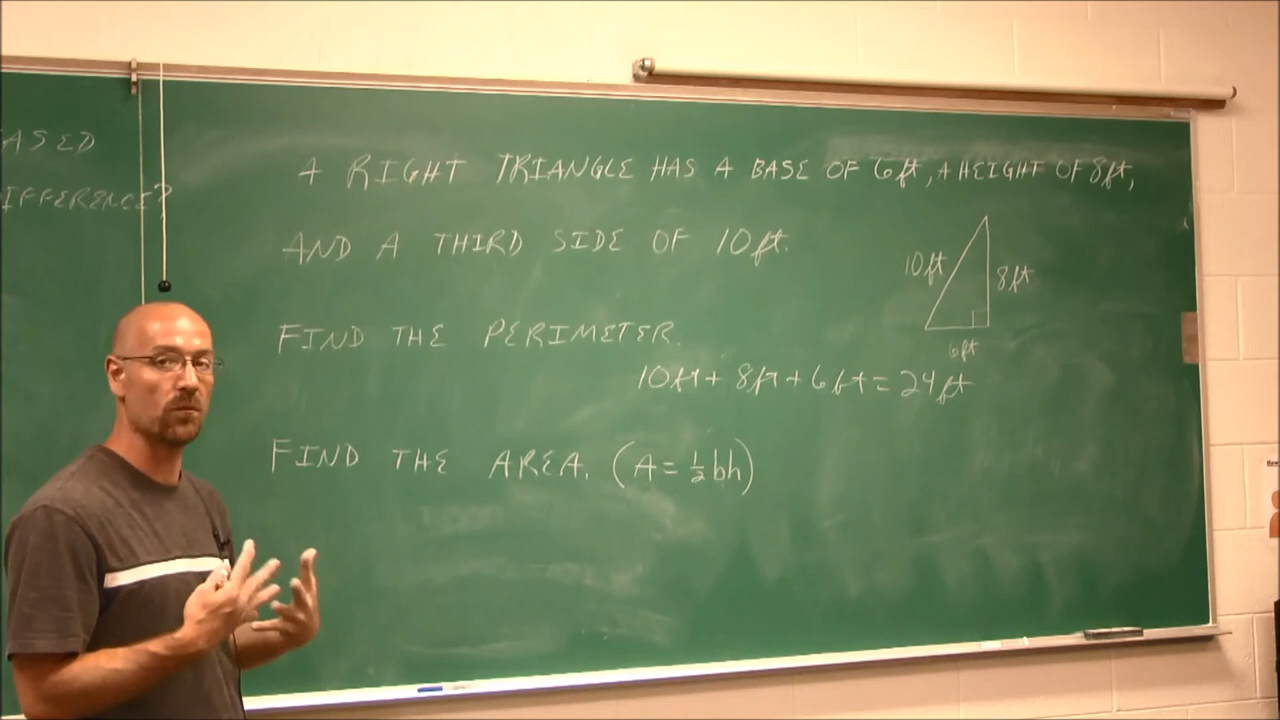 ASED
IFFERENCE?
A RIGHT TRIANGLE HAS A BASE OF 6ft, A HEIGHT OF 8ft,
AND A THIRD SIDE OF 10ft.
10ft
8ft
6ft
FIND THE PERIMETER.
10ft + 8ft + 6ft = 24ft
FIND THE AREA. (A = ½bh)